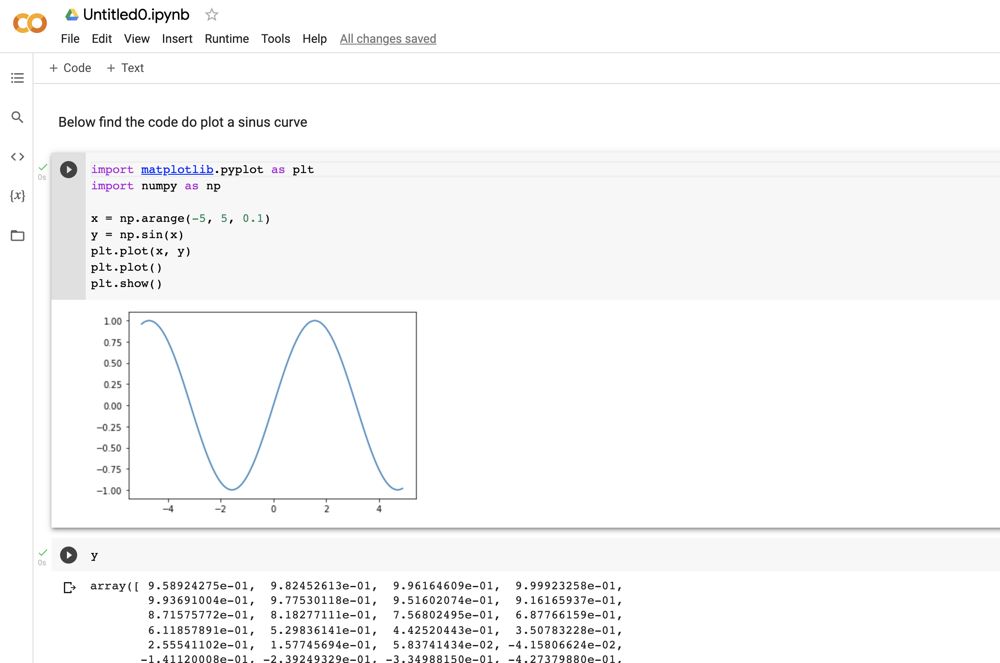 Untitled0.ipynb
File Edit View Insert Runtime Tools Help All changes saved
+ Code + Text
Below find the code do plot a sinus curve
0s
import matplotlib.pyplot as plt
import numpy as np
x = np.arange(-5, 5, 0.1)
y = np.sin(x)
plt.plot(x, y)
plt.plot()
plt.show()
{x}
1.00
0.75
0.50
0.25
0.00
−0.25
−0.50
−0.75
−1.00
−4 −2 0 2 4
0s
y
array([ 9.58924275e-01, 9.82452613e-01, 9.96164609e-01, 9.99923258e-01,
9.93691004e-01, 9.77530118e-01, 9.51602074e-01, 9.16165937e-01,
8.71575772e-01, 8.18277111e-01, 7.56802495e-01, 6.87766159e-01,
6.11857891e-01, 5.29836141e-01, 4.42520443e-01, 3.50783228e-01,
2.55541102e-01, 1.57745694e-01, 5.83741434e-02, -4.15806624e-02,
-1.41120008e-01, -2.39249329e-01, -3.34988150e-01, -4.27379880e-01,